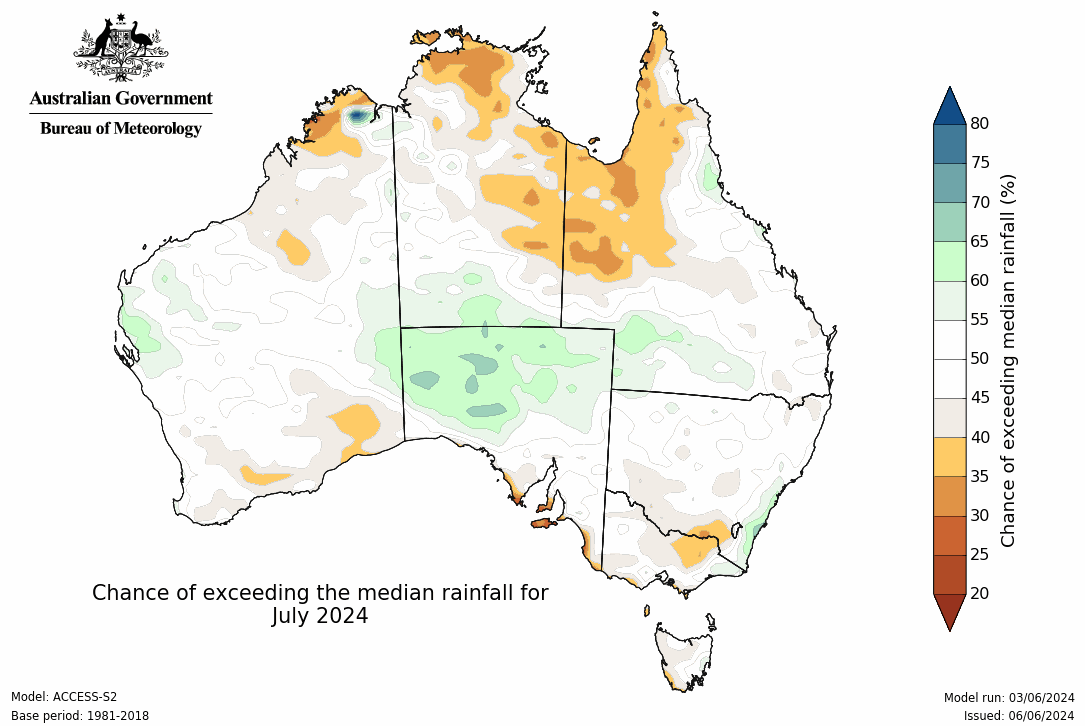 Australian Government
Bureau of Meteorology
80
75
70
65
60
55
50
45
40
35
30
25
20
Chance of exceeding median rainfall (%)
Chance of exceeding the median rainfall for
July 2024
Model: ACCESS-S2
Base period: 1981-2018
Model run: 03/06/2024
Issued: 06/06/2024